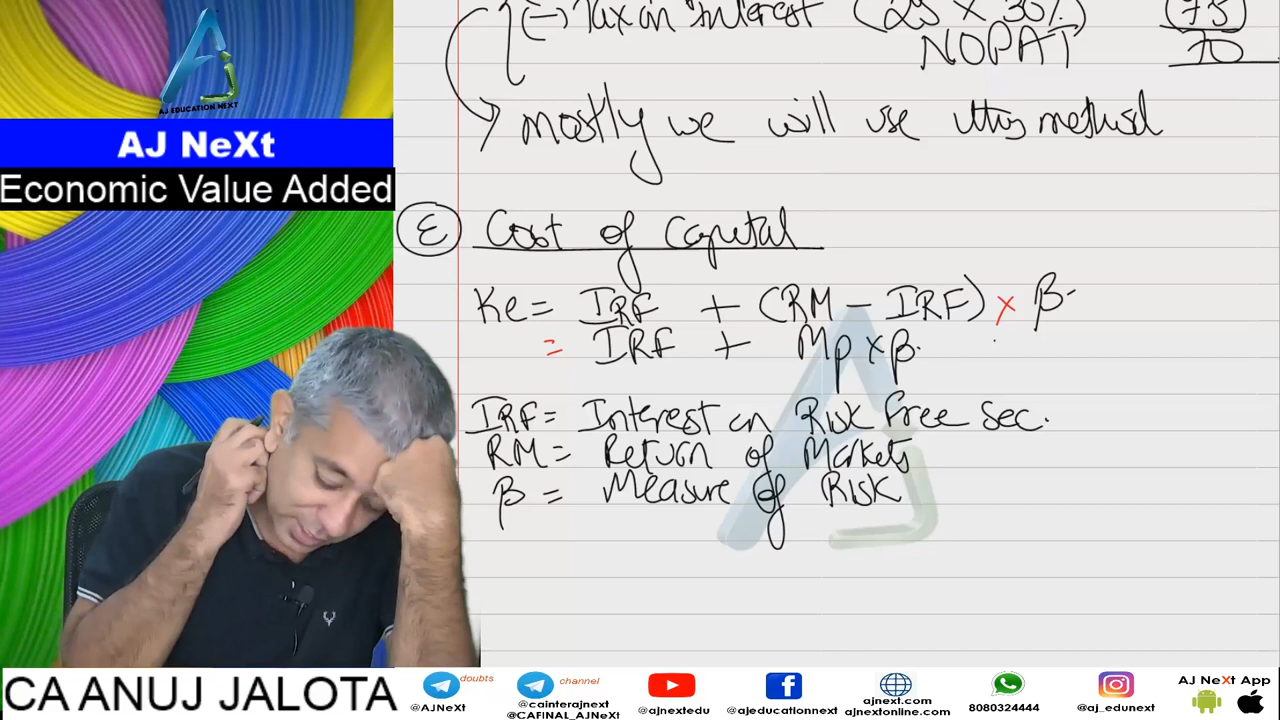 (-) Tax on Interest (25 x 30%) (7.5)
NOPAT 70
mostly we will use this method
AJ EDUCATION NEXT
AJ NeXt
Economic Value Added
E Cost of Capital
Ke = IRF + (RM - IRF) x β
= IRF + Mp x β.
IRF = Interest on Risk free sec.
RM = Return of Markets
β = Measure of Risk
CA ANUJ JALOTA
doubts
@AJNeXt
channel
@cainterajnext
@CAFINAL_AJNeXt
@ajnextedu
@ajeducationnext
ajnext.com
ajnextonline.com
8080324444
@aj_edunext
AJ NeXt App